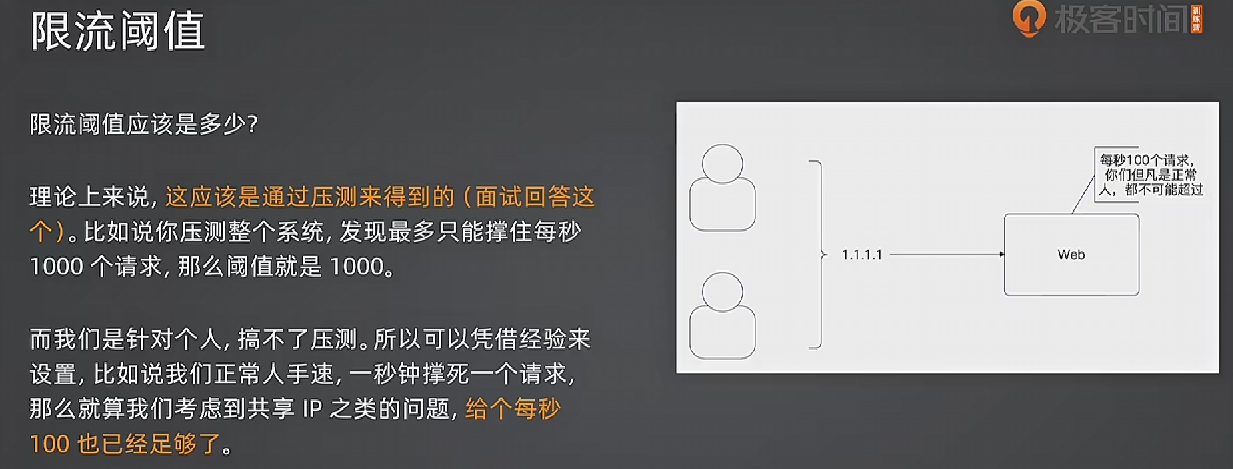 限流阈值
极客时间
训练营
限流阈值应该是多少?
理论上来说，这应该是通过压测来得到的（面试回答这
个）。比如说你压测整个系统，发现最多只能撑住每秒
1000 个请求，那么阈值就是 1000。
而我们是针对个人，搞不了压测。所以可以凭借经验来
设置，比如说我们正常人手速，一秒钟撑死一个请求，
那么就算我们考虑到共享 IP 之类的问题，给个每秒
100 也已经足够了。
每秒100个请求，
你们但凡是正常
人，都不可能超过
1.1.1.1
Web